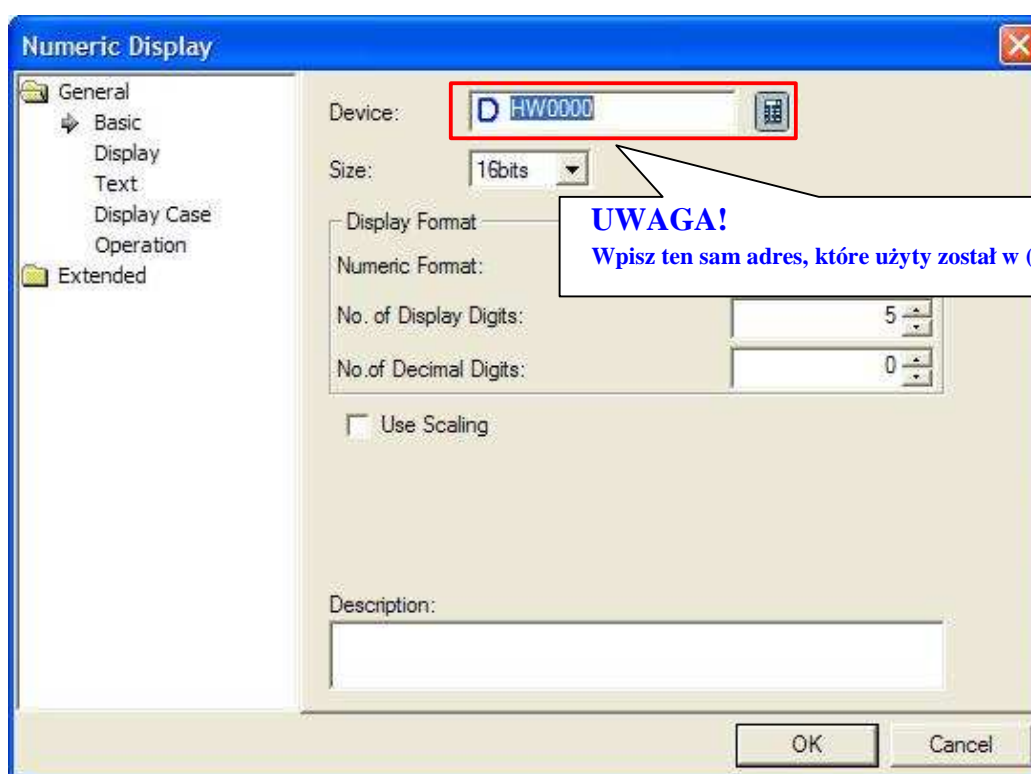 Numeric Display
General
Basic
Display
Text
Display Case
Operation
Extended
Device:
D HW0000
Size:
16bits
UWAGA!
Wpisz ten sam adres, które użyty został w (
Display Format
Numeric Format:
No. of Display Digits:
5
No.of Decimal Digits:
0
Use Scaling
Description:
OK
Cancel